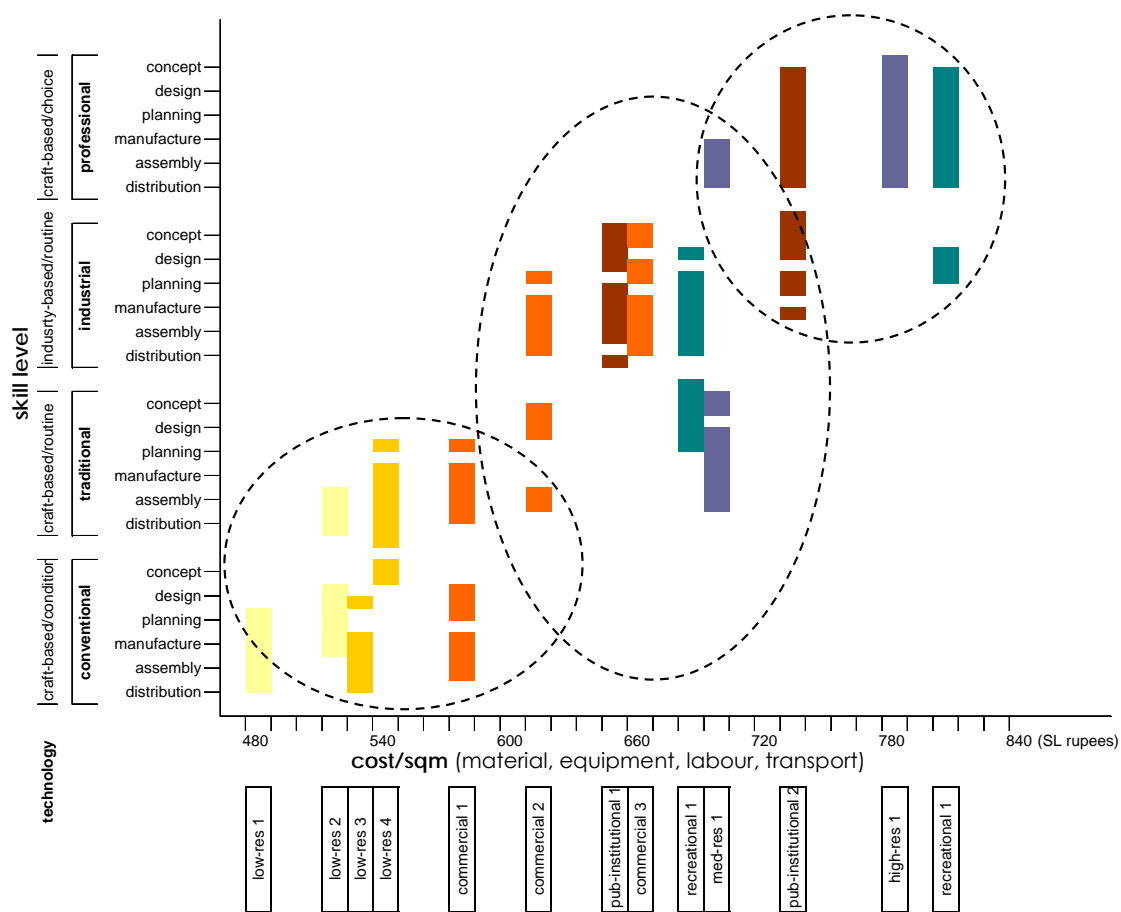 skill level
craft-based/choice
professional
concept
design
planning
manufacture
assembly
distribution
indusrty-based/routine
industrial
concept
design
planning
manufacture
assembly
distribution
craft-based/routine
traditional
concept
design
planning
manufacture
assembly
distribution
craft-based/condition
conventional
concept
design
planning
manufacture
assembly
distribution
480 540 600 660 720 780 840 (SL rupees)
cost/sqm (material, equipment, labour, transport)
technology
low-res 1
low-res 2
low-res 3
low-res 4
commercial 1
commercial 2
pub-institutional 1
commercial 3
recreational 1
med-res 1
pub-institutional 2
high-res 1
recreational 1